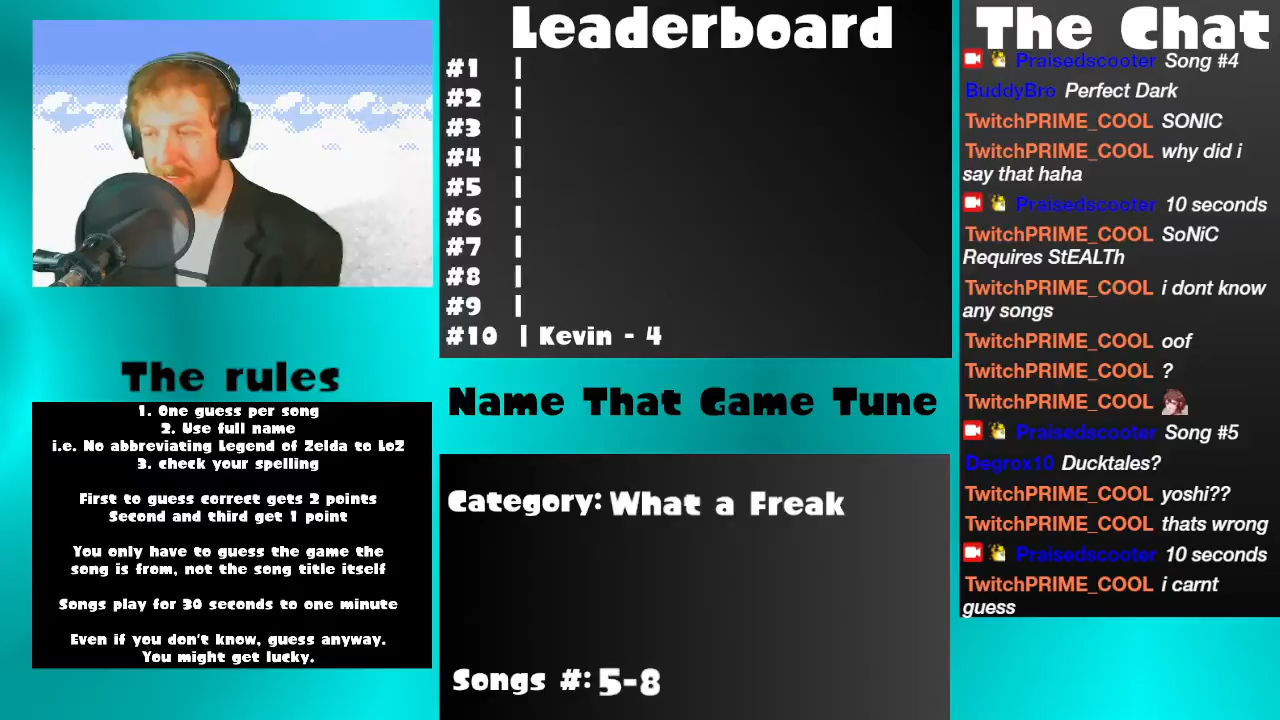 Leaderboard
#1 |
#2 |
#3 |
#4 |
#5 |
#6 |
#7 |
#8 |
#9 |
#10 | Kevin - 4
The rules
1. One guess per song
2. Use full name
i.e. No abbreviating Legend of Zelda to LoZ
3. check your spelling
First to guess correct gets 2 points
Second and third get 1 point
You only have to guess the game the
song is from, not the song title itself
Songs play for 30 seconds to one minute
Even if you don't know, guess anyway.
You might get lucky.
Name That Game Tune
Category: What a Freak
Songs #: 5-8
The Chat
Praisedscooter Song #4
BuddyBro Perfect Dark
TwitchPRIME_COOL SONIC
TwitchPRIME_COOL why did i
say that haha
Praisedscooter 10 seconds
TwitchPRIME_COOL SoNiC
Requires StEALTh
TwitchPRIME_COOL i dont know
any songs
TwitchPRIME_COOL oof
TwitchPRIME_COOL ?
TwitchPRIME_COOL
Praisedscooter Song #5
Degrox10 Ducktales?
TwitchPRIME_COOL yoshi??
TwitchPRIME_COOL thats wrong
Praisedscooter 10 seconds
TwitchPRIME_COOL i carnt
guess